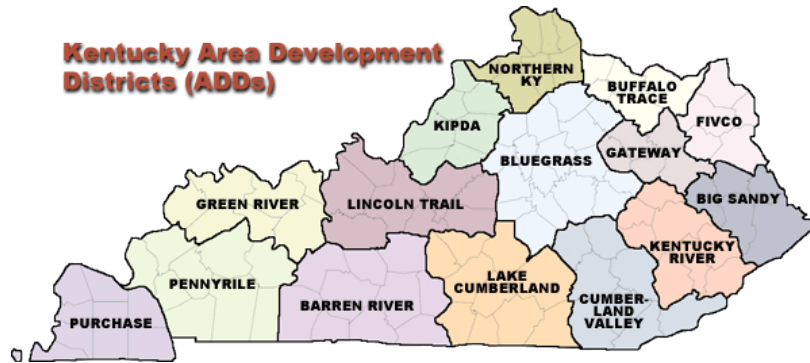 Kentucky Area Development
Districts (ADDs)
NORTHERN
KY
BUFFALO
TRACE
FIVCO
KIPDA
BLUEGRASS
GATEWAY
BIG SANDY
GREEN RIVER
LINCOLN TRAIL
KENTUCKY
RIVER
PENNYRILE
LAKE
CUMBERLAND
BARREN RIVER
CUMBER-
LAND
VALLEY
PURCHASE